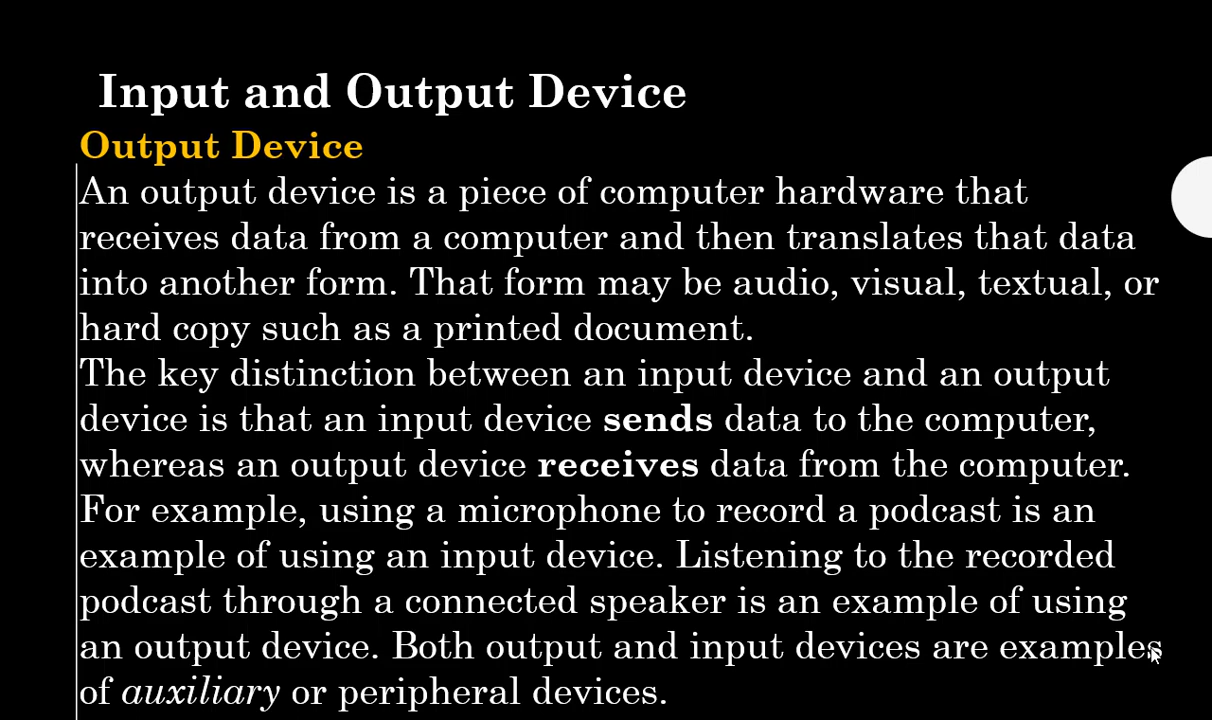 Input and Output Device
Output Device
An output device is a piece of computer hardware that
receives data from a computer and then translates that data
into another form. That form may be audio, visual, textual, or
hard copy such as a printed document.
The key distinction between an input device and an output
device is that an input device sends data to the computer,
whereas an output device receives data from the computer.
For example, using a microphone to record a podcast is an
example of using an input device. Listening to the recorded
podcast through a connected speaker is an example of using
an output device. Both output and input devices are examples
of auxiliary or peripheral devices.